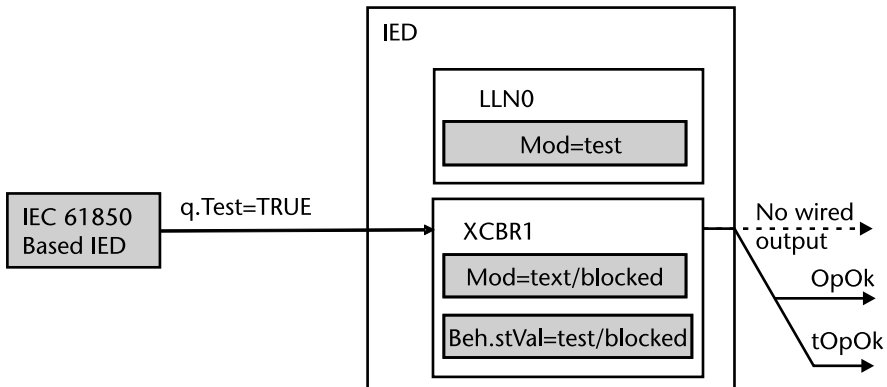 IED
LLN0
Mod=test
IEC 61850
Based IED
q.Test=TRUE
XCBR1
Mod=text/blocked
Beh.stVal=test/blocked
No wired
output
OpOk
tOpOk